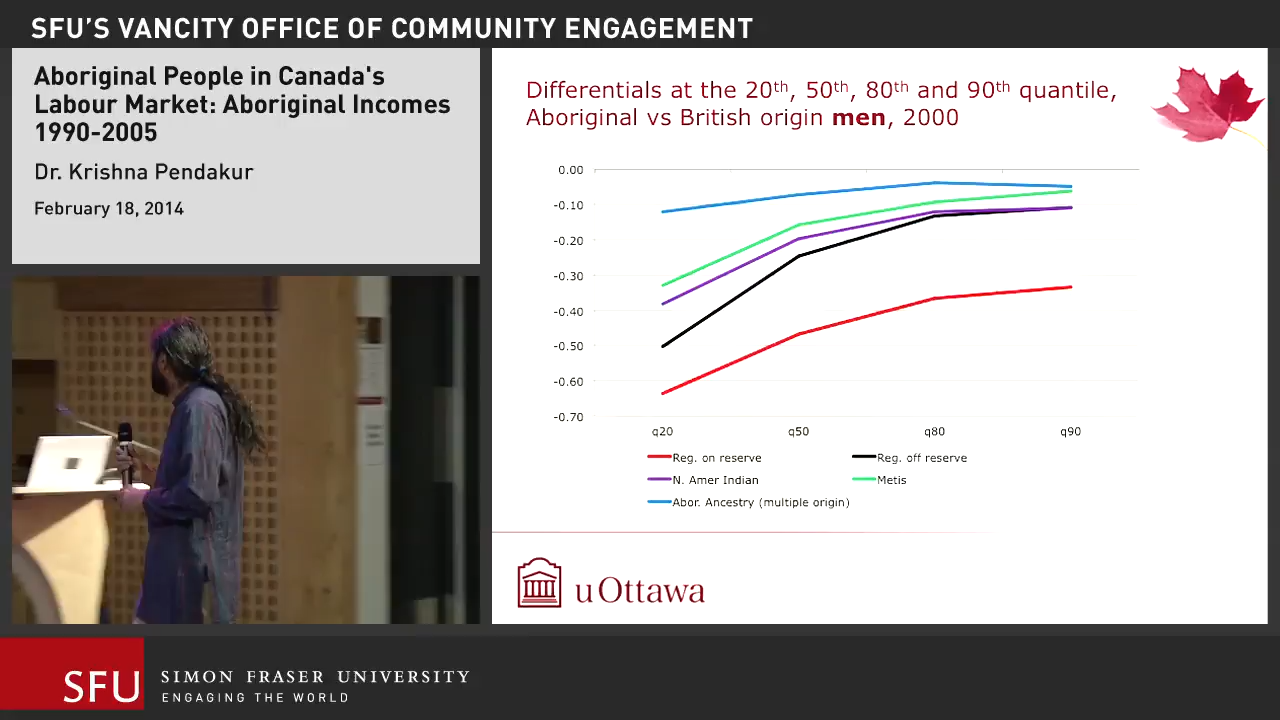 SFU'S VANCITY OFFICE OF COMMUNITY ENGAGEMENT
Aboriginal People in Canada's
Labour Market: Aboriginal Incomes
1990-2005
Dr. Krishna Pendakur
February 18, 2014
Differentials at the 20th, 50th, 80th and 90th quantile,
Aboriginal vs British origin men, 2000
0.00
-0.10
-0.20
-0.30
-0.40
-0.50
-0.60
-0.70
q20 q50 q80 q90
Reg. on reserve Reg. off reserve
N. Amer Indian Metis
Abor. Ancestry (multiple origin)
uOttawa
SFU SIMON FRASER UNIVERSITY
ENGAGING THE WORLD